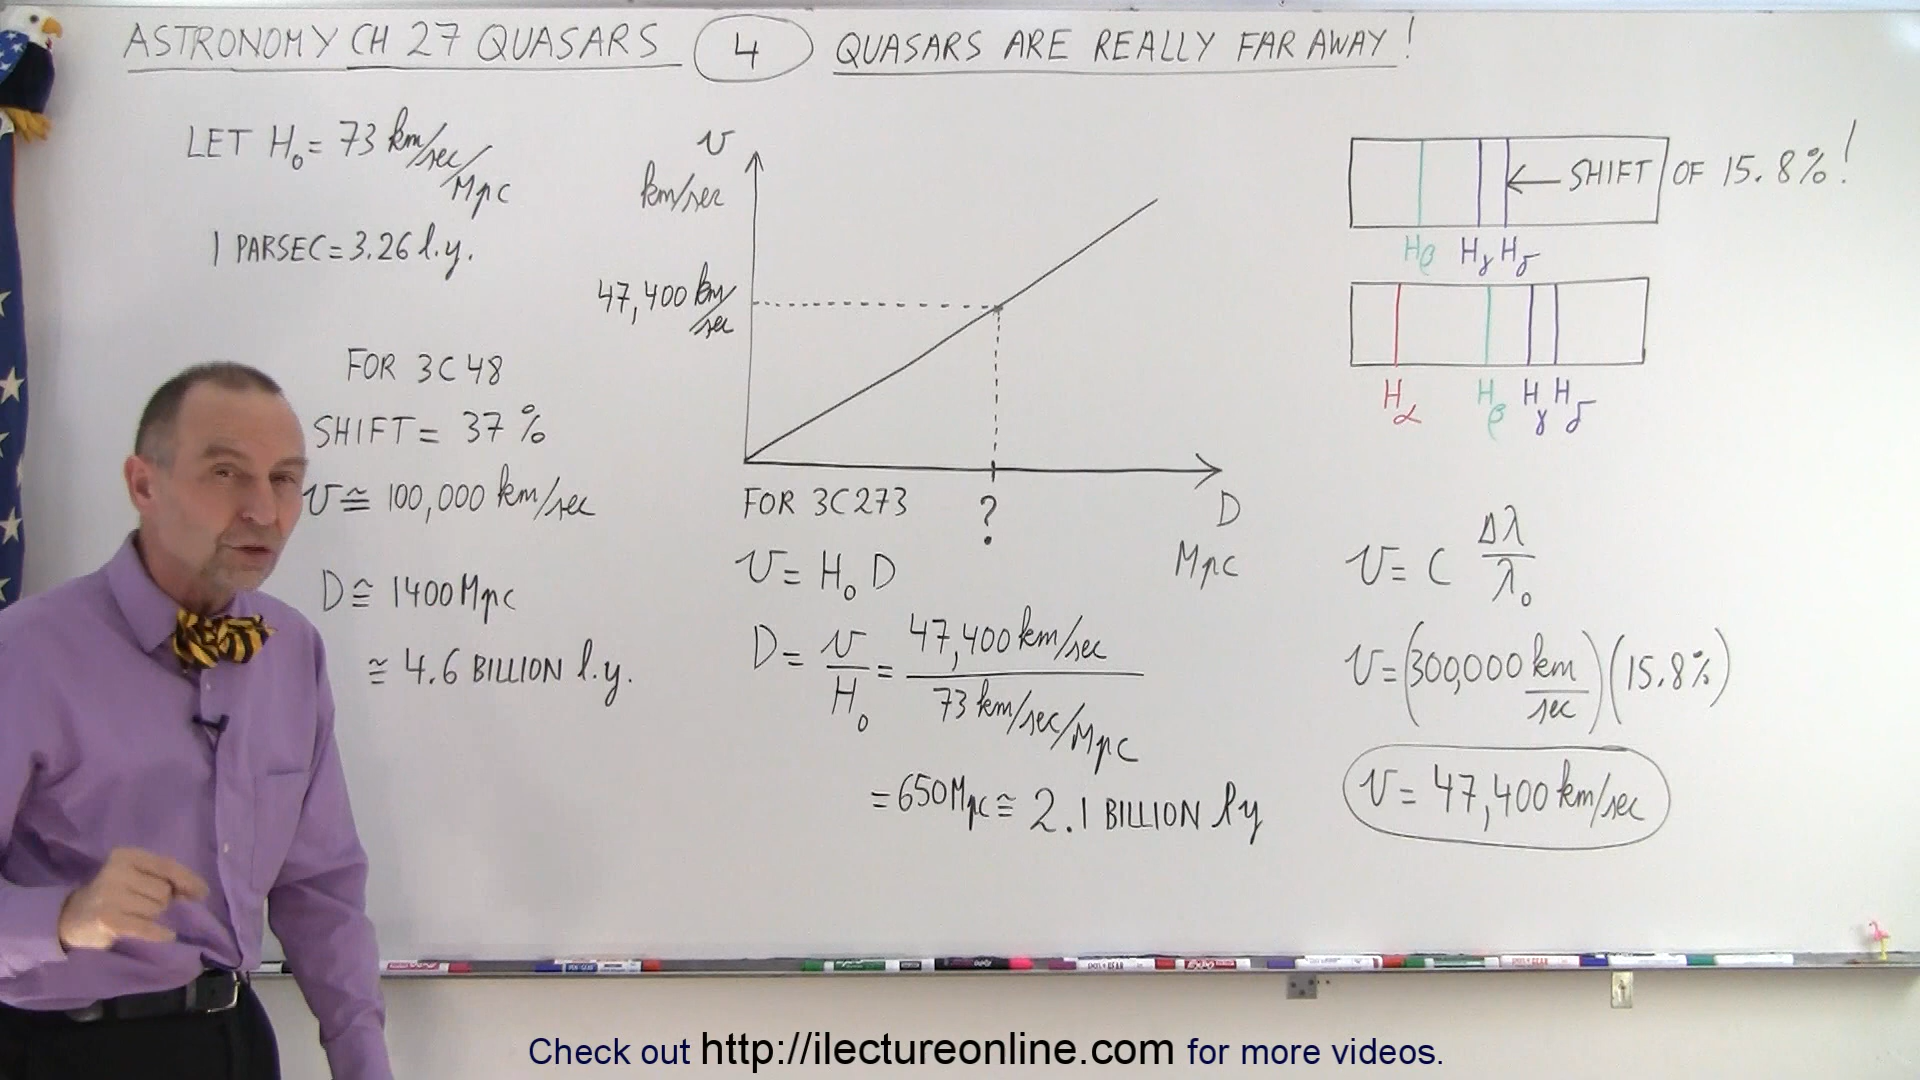 ASTRONOMY CH 27 QUASARS 4 QUASARS ARE REALLY FAR AWAY!
LET H₀ = 73 km/sec/Mpc
1 PARSEC = 3.26 l.y.
FOR 3C48
SHIFT = 37%
v ≅ 100,000 km/sec
D ≅ 1400 Mpc
≅ 4.6 BILLION l.y.
v
km/sec
47,400 km/sec
FOR 3C273
?
D
Mpc
v = H₀ D
D = v/H₀ = 47,400 km/sec / 73 km/sec/Mpc
= 650 Mpc ≅ 2.1 BILLION ly
← SHIFT OF 15.8%!
Hβ Hγ Hδ
Hα Hβ Hγ Hδ
v = c Δλ/λ₀
v = (300,000 km/sec)(15.8%)
v = 47,400 km/sec
Check out http://ilectureonline.com for more videos.